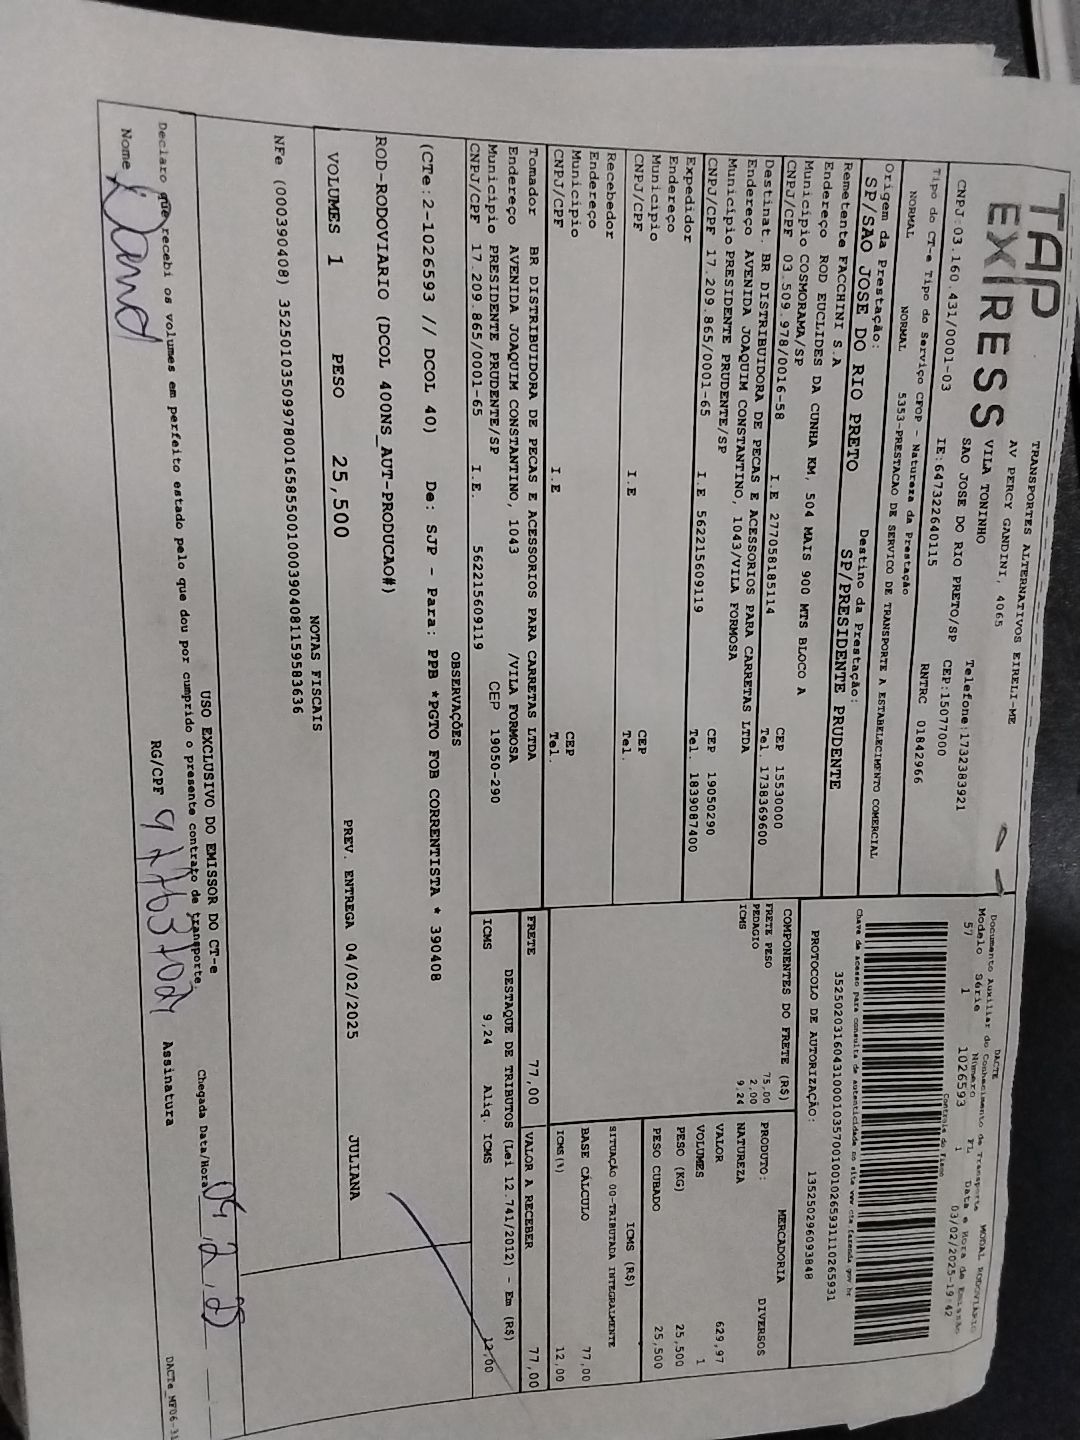 TAP
EXPRESS
TRANSPORTES ALTERNATIVOS EIRELI-ME
AV PERCY GANDINI, 4065
VILA TONINHO
SAO JOSE DO RIO PRETO/SP
Telefone:1732383921
CEP:15077000
CNPJ:03.160.431/0001-03
IE:647322640115
RNTRC 01842966
Tipo do CT-e Tipo do Serviço CFOP - Natureza da Prestação
NORMAL NORMAL 5353-PRESTACAO DE SERVICO DE TRANSPORTE A ESTABELECIMENTO COMERCIAL
Origem da Prestação: Destino da Prestação:
SP/SAO JOSE DO RIO PRETO SP/PRESIDENTE PRUDENTE
Remetente FACCHINI S.A
Endereço ROD EUCLIDES DA CUNHA KM, 504 MAIS 900 MTS BLOCO A
Município COSMORAMA/SP CEP 15530000
CNPJ/CPF 03.509.978/0016-58 I.E 277058185114 Tel. 1738369600
Destinat. BR DISTRIBUIDORA DE PECAS E ACESSORIOS PARA CARRETAS LTDA
Endereço AVENIDA JOAQUIM CONSTANTINO, 1043/VILA FORMOSA
Município PRESIDENTE PRUDENTE/SP CEP 19050290
CNPJ/CPF 17.209.865/0001-65 I.E 562215609119 Tel. 1839087400
Expedidor
Endereço
Município CEP
CNPJ/CPF I.E Tel.
Recebedor
Endereço
Município CEP
CNPJ/CPF I.E Tel.
Tomador BR DISTRIBUIDORA DE PECAS E ACESSORIOS PARA CARRETAS LTDA
Endereço AVENIDA JOAQUIM CONSTANTINO, 1043 /VILA FORMOSA
Município PRESIDENTE PRUDENTE/SP CEP 19050-290
CNPJ/CPF 17.209.865/0001-65 I.E. 562215609119
DACTE MODAL RODOVIÁRIO
Documento Auxiliar do Conhecimento de Transporte
Modelo Série Número FL Data e Hora de Emissão
57 1 1026593 1 03/02/2025-19:42
Controle do Fisco
Chave de acesso para consulta de autenticidade no site www.cte.fazenda.gov.br
35250203160431000103570010010265931110265931
PROTOCOLO DE AUTORIZAÇÃO: 135250296093848
COMPONENTES DO FRETE (R$)
FRETE PESO 75,00
PEDAGIO 2,00
ICMS 9,24
MERCADORIA
PRODUTO: DIVERSOS
NATUREZA
VALOR 629,97
VOLUMES 1
PESO (KG) 25,500
PESO CUBADO 25,500
ICMS (R$)
SITUAÇÃO 00-TRIBUTADA INTEGRALMENTE
BASE CÁLCULO 77,00
ICMS(%) 12,00
FRETE 77,00 VALOR A RECEBER 77,00
DESTAQUE DE TRIBUTOS (Lei 12.741/2012) - Em (R$)
ICMS 9,24 Aliq. ICMS 12,00
OBSERVAÇÕES
(CTe:2-1026593 // DCOL 40) De: SJP - Para: PPB *PGTO FOB CORRENTISTA * 390408
ROD-RODOVIARIO (DCOL 400NS_AUT-PRODUCAO#)
VOLUMES 1 PESO 25,500 PREV. ENTREGA 04/02/2025 JULIANA
NOTAS FISCAIS
NFe (000390408) 35250103509978001658550010003904081159583636
USO EXCLUSIVO DO EMISSOR DO CT-e
Declaro que recebi os volumes em perfeito estado pelo que dou por cumprido o presente contrato de transporte.
Chegada Data/Hora
Nome RG/CPF Assinatura